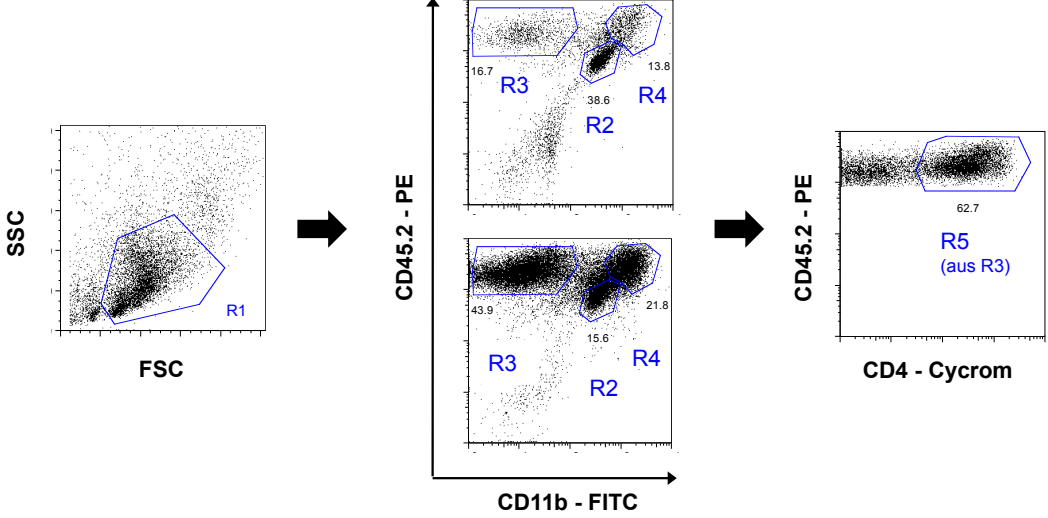 SSC
R1
FSC
CD45.2 - PE
16.7
R3
13.8
R4
38.6
R2
43.9
R3
21.8
R4
15.6
R2
CD11b - FITC
CD45.2 - PE
62.7
R5
(aus R3)
CD4 - Cycrom